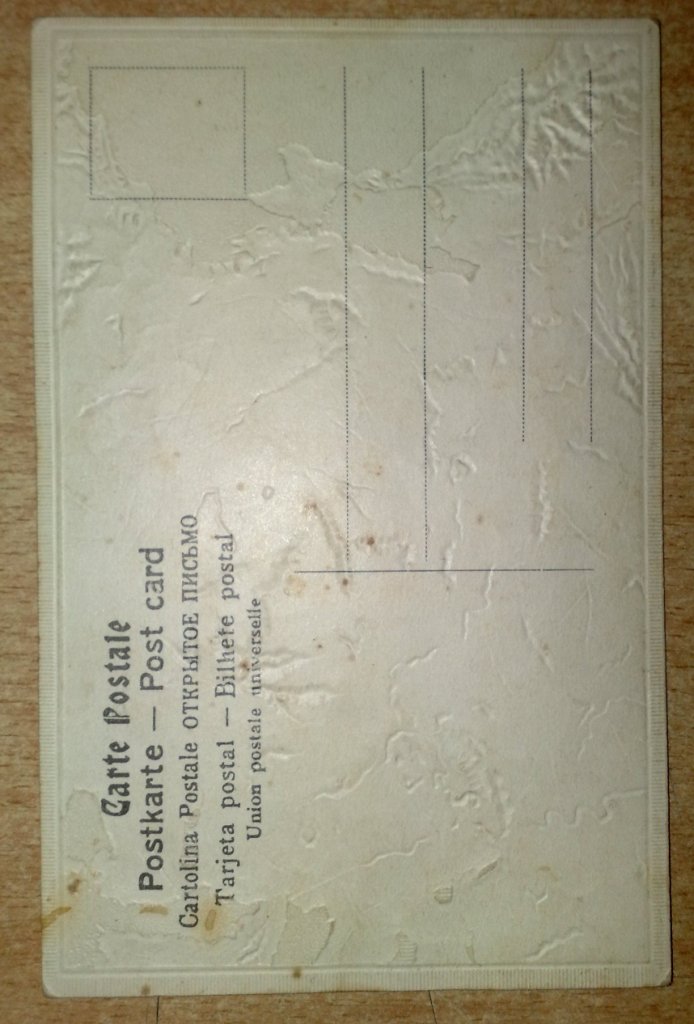 Carte Postale
Postkarte — Post card
Cartolina Postale ОТКРЫТОЕ ПИСЬМО
Tarjeta postal — Bilhete postal
Union postale universelle